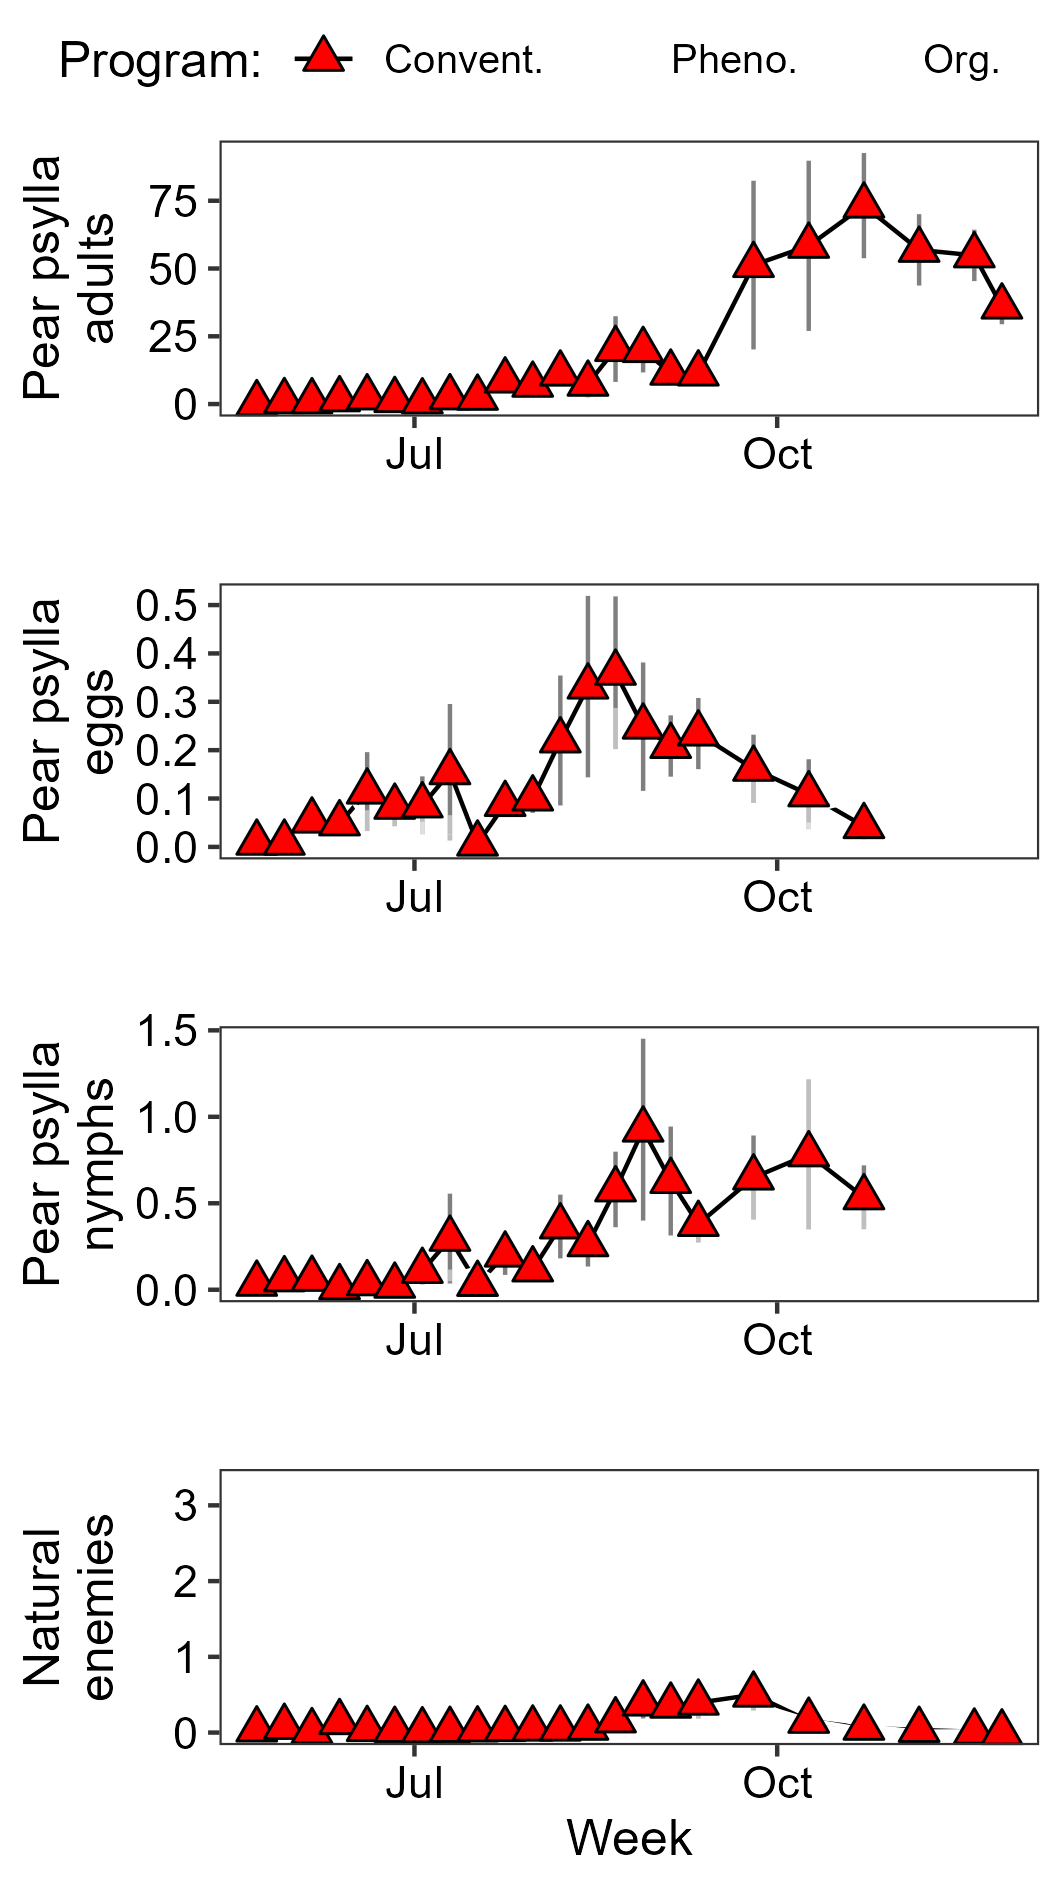 Program: Convent. Pheno. Org.
Pear psylla
adults
75
50
25
0
Jul Oct
Pear psylla
eggs
0.5
0.4
0.3
0.2
0.1
0.0
Jul Oct
Pear psylla
nymphs
1.5
1.0
0.5
0.0
Jul Oct
Natural
enemies
3
2
1
0
Jul Oct
Week